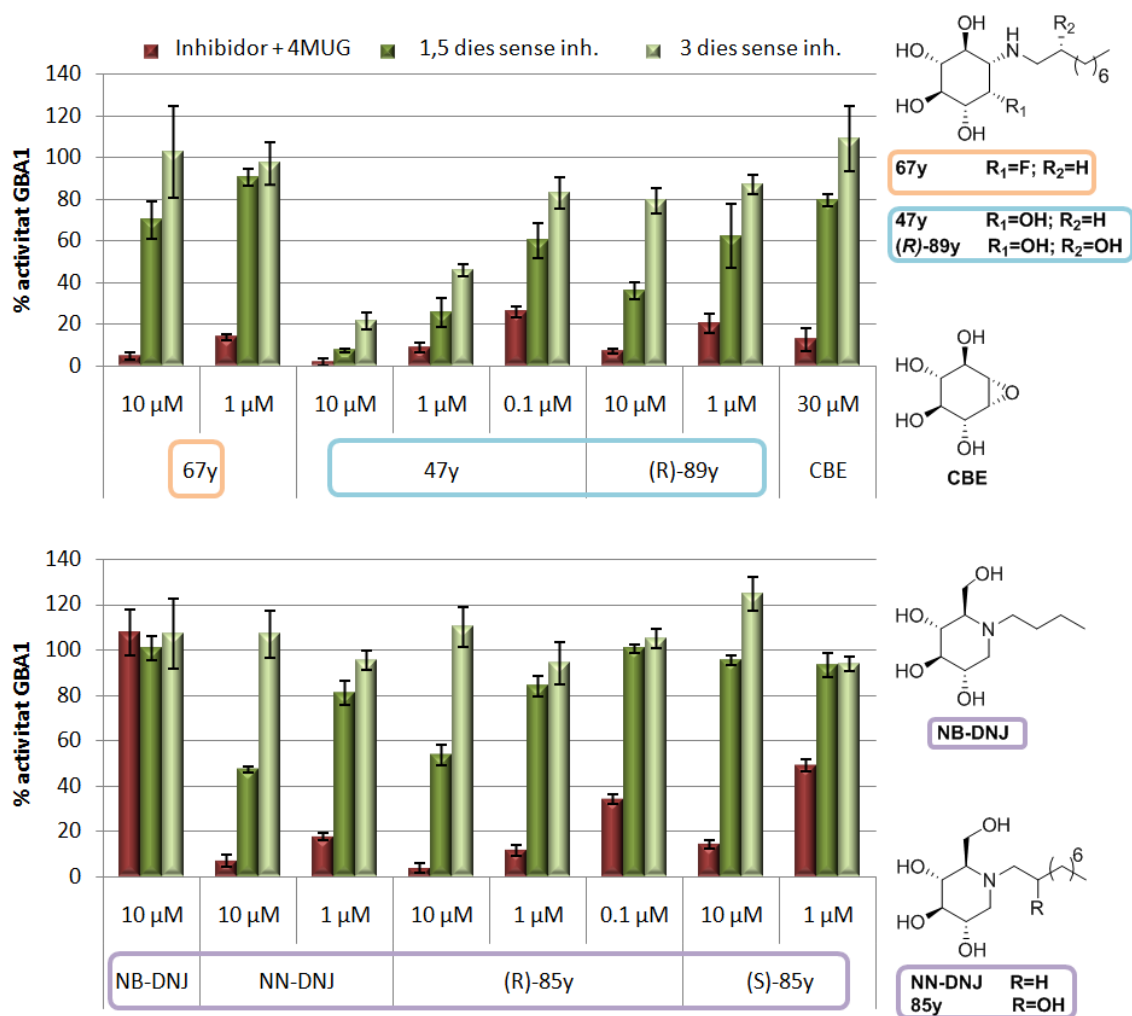 Inhibidor + 4MUG 1,5 dies sense inh. 3 dies sense inh.
% activitat GBA1
140
120
100
80
60
40
20
0
10 µM 1 µM 10 µM 1 µM 0.1 µM 10 µM 1 µM 30 µM
67y 47y (R)-89y CBE
OH R2
HO H
N
HO ( )6
R1
HO
OH
67y R1=F; R2=H
47y R1=OH; R2=H
(R)-89y R1=OH; R2=OH
OH
HO
O
HO
OH
CBE
% activitat GBA1
140
120
100
80
60
40
20
0
10 µM 10 µM 1 µM 10 µM 1 µM 0.1 µM 10 µM 1 µM
NB-DNJ NN-DNJ (R)-85y (S)-85y
OH
HO
N
HO
OH
NB-DNJ
OH
HO ( )6
N
HO R
OH
NN-DNJ R=H
85y R=OH